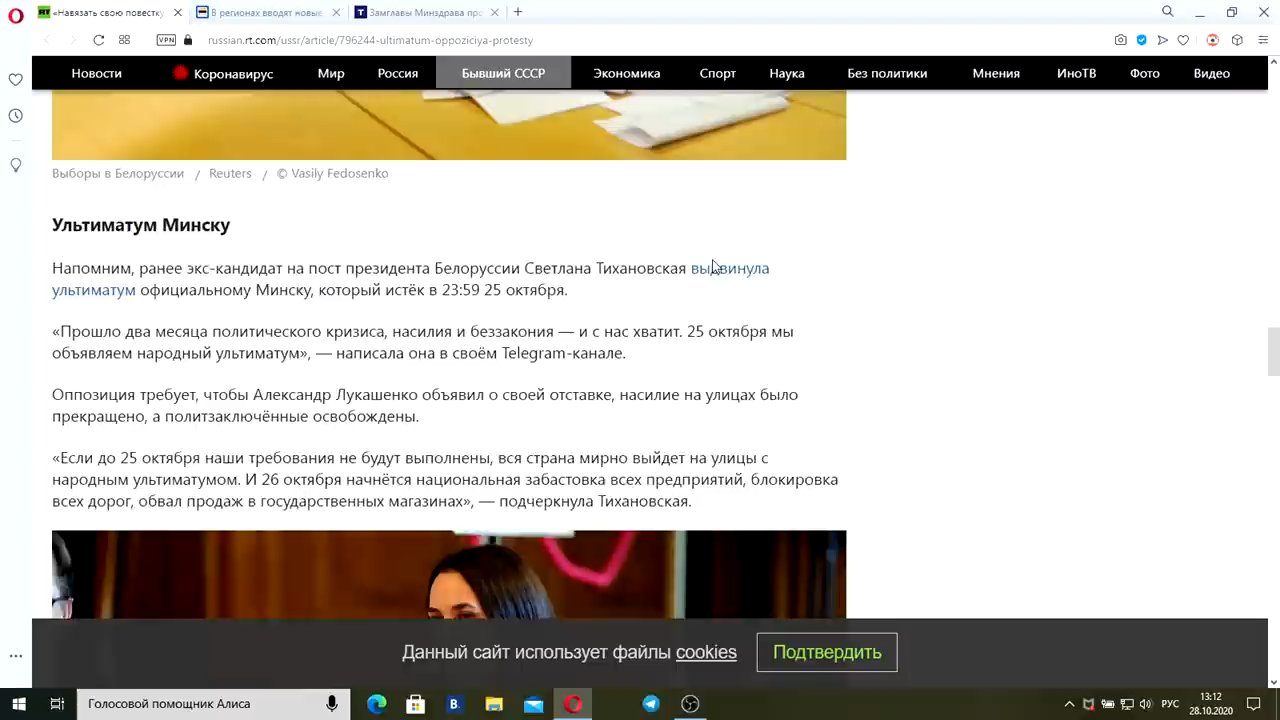 «Навязать свою повестку
В регионах вводят новые
Замглавы Минздрава про
VPN
russian.rt.com/ussr/article/796244-ultimatum-oppoziciya-protesty
Новости
Коронавирус
Мир
Россия
Бывший СССР
Экономика
Спорт
Наука
Без политики
Мнения
ИноТВ
Фото
Видео
Выборы в Белоруссии / Reuters / © Vasily Fedosenko
Ультиматум Минску
Напомним, ранее экс-кандидат на пост президента Белоруссии Светлана Тихановская выдвинула
ультиматум официальному Минску, который истёк в 23:59 25 октября.
«Прошло два месяца политического кризиса, насилия и беззакония — и с нас хватит. 25 октября мы
объявляем народный ультиматум», — написала она в своём Telegram-канале.
Оппозиция требует, чтобы Александр Лукашенко объявил о своей отставке, насилие на улицах было
прекращено, а политзаключённые освобождены.
«Если до 25 октября наши требования не будут выполнены, вся страна мирно выйдет на улицы с
народным ультиматумом. И 26 октября начнётся национальная забастовка всех предприятий, блокировка
всех дорог, обвал продаж в государственных магазинах», — подчеркнула Тихановская.
Данный сайт использует файлы cookies
Подтвердить
Голосовой помощник Алиса
РУС
13:12
28.10.2020